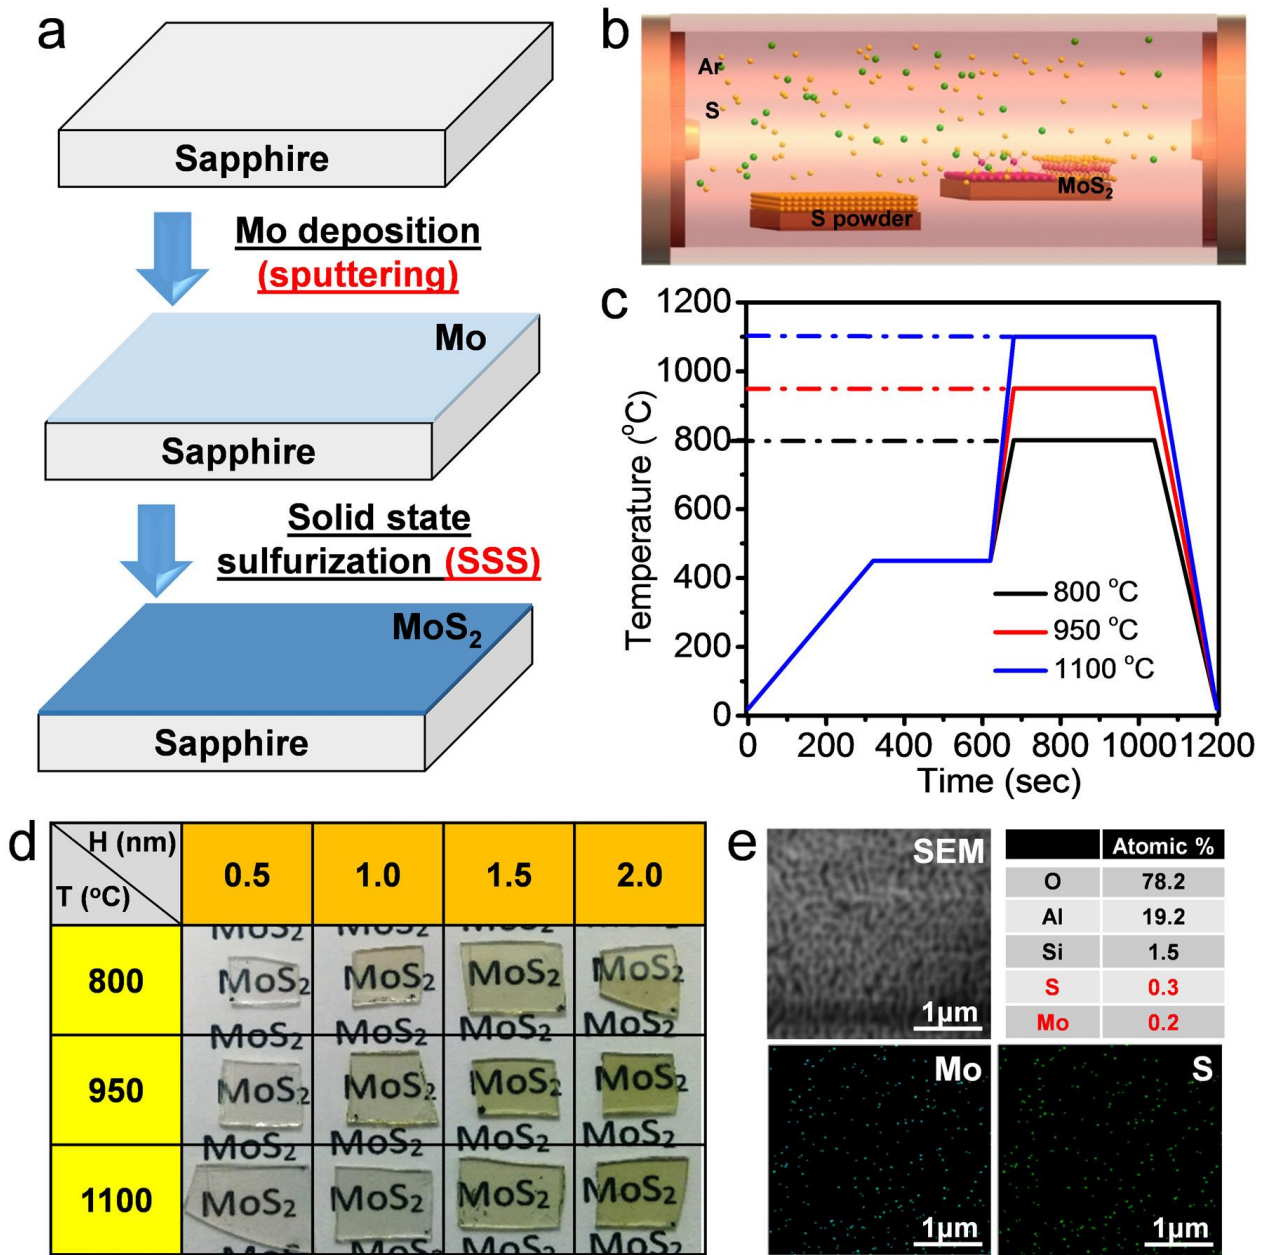 a
Sapphire
Mo deposition
(sputtering)
Mo
Sapphire
Solid state
sulfurization (SSS)
MoS₂
Sapphire
b
Ar
S
S powder
MoS₂
c
Temperature (°C)
1200
1000
800
600
400
200
0
0 200 400 600 800 1000 1200
Time (sec)
800 °C
950 °C
1100 °C
d
H (nm)
T (°C)
0.5 1.0 1.5 2.0
MoS₂ MoS₂ MoS₂ MoS₂
800 MoS₂ MoS₂ MoS₂ MoS₂
MoS₂ MoS₂ MoS₂ MoS₂
950 MoS₂ MoS₂ MoS₂ MoS₂
MoS₂ MoS₂ MoS₂ MoS₂
1100 MoS₂ MoS₂ MoS₂ MoS₂
e
SEM
1μm
Atomic %
O 78.2
Al 19.2
Si 1.5
S 0.3
Mo 0.2
Mo
1μm
S
1μm